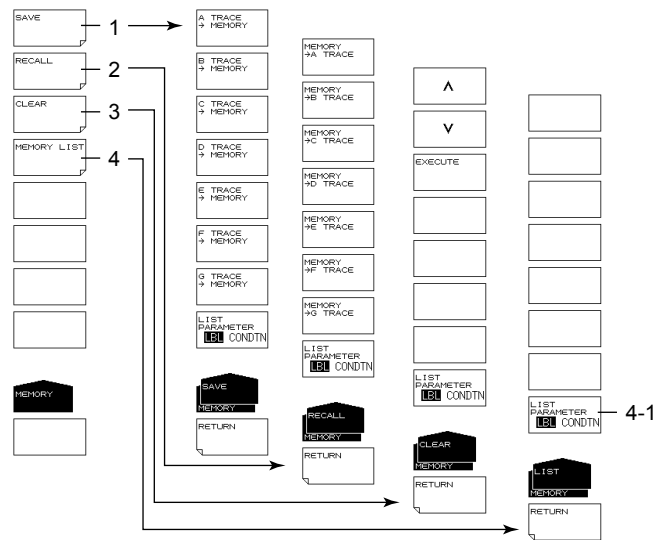 SAVE
1
RECALL
2
CLEAR
3
MEMORY LIST
4
MEMORY
A TRACE
→ MEMORY
B TRACE
→ MEMORY
C TRACE
→ MEMORY
D TRACE
→ MEMORY
E TRACE
→ MEMORY
F TRACE
→ MEMORY
G TRACE
→ MEMORY
LIST
PARAMETER
LBL CONDTN
SAVE
MEMORY
RETURN
MEMORY
→A TRACE
MEMORY
→B TRACE
MEMORY
→C TRACE
MEMORY
→D TRACE
MEMORY
→E TRACE
MEMORY
→F TRACE
MEMORY
→G TRACE
LIST
PARAMETER
LBL CONDTN
RECALL
MEMORY
RETURN
∧
∨
EXECUTE
LIST
PARAMETER
LBL CONDTN
CLEAR
MEMORY
RETURN
LIST
PARAMETER
LBL CONDTN
4-1
LIST
MEMORY
RETURN